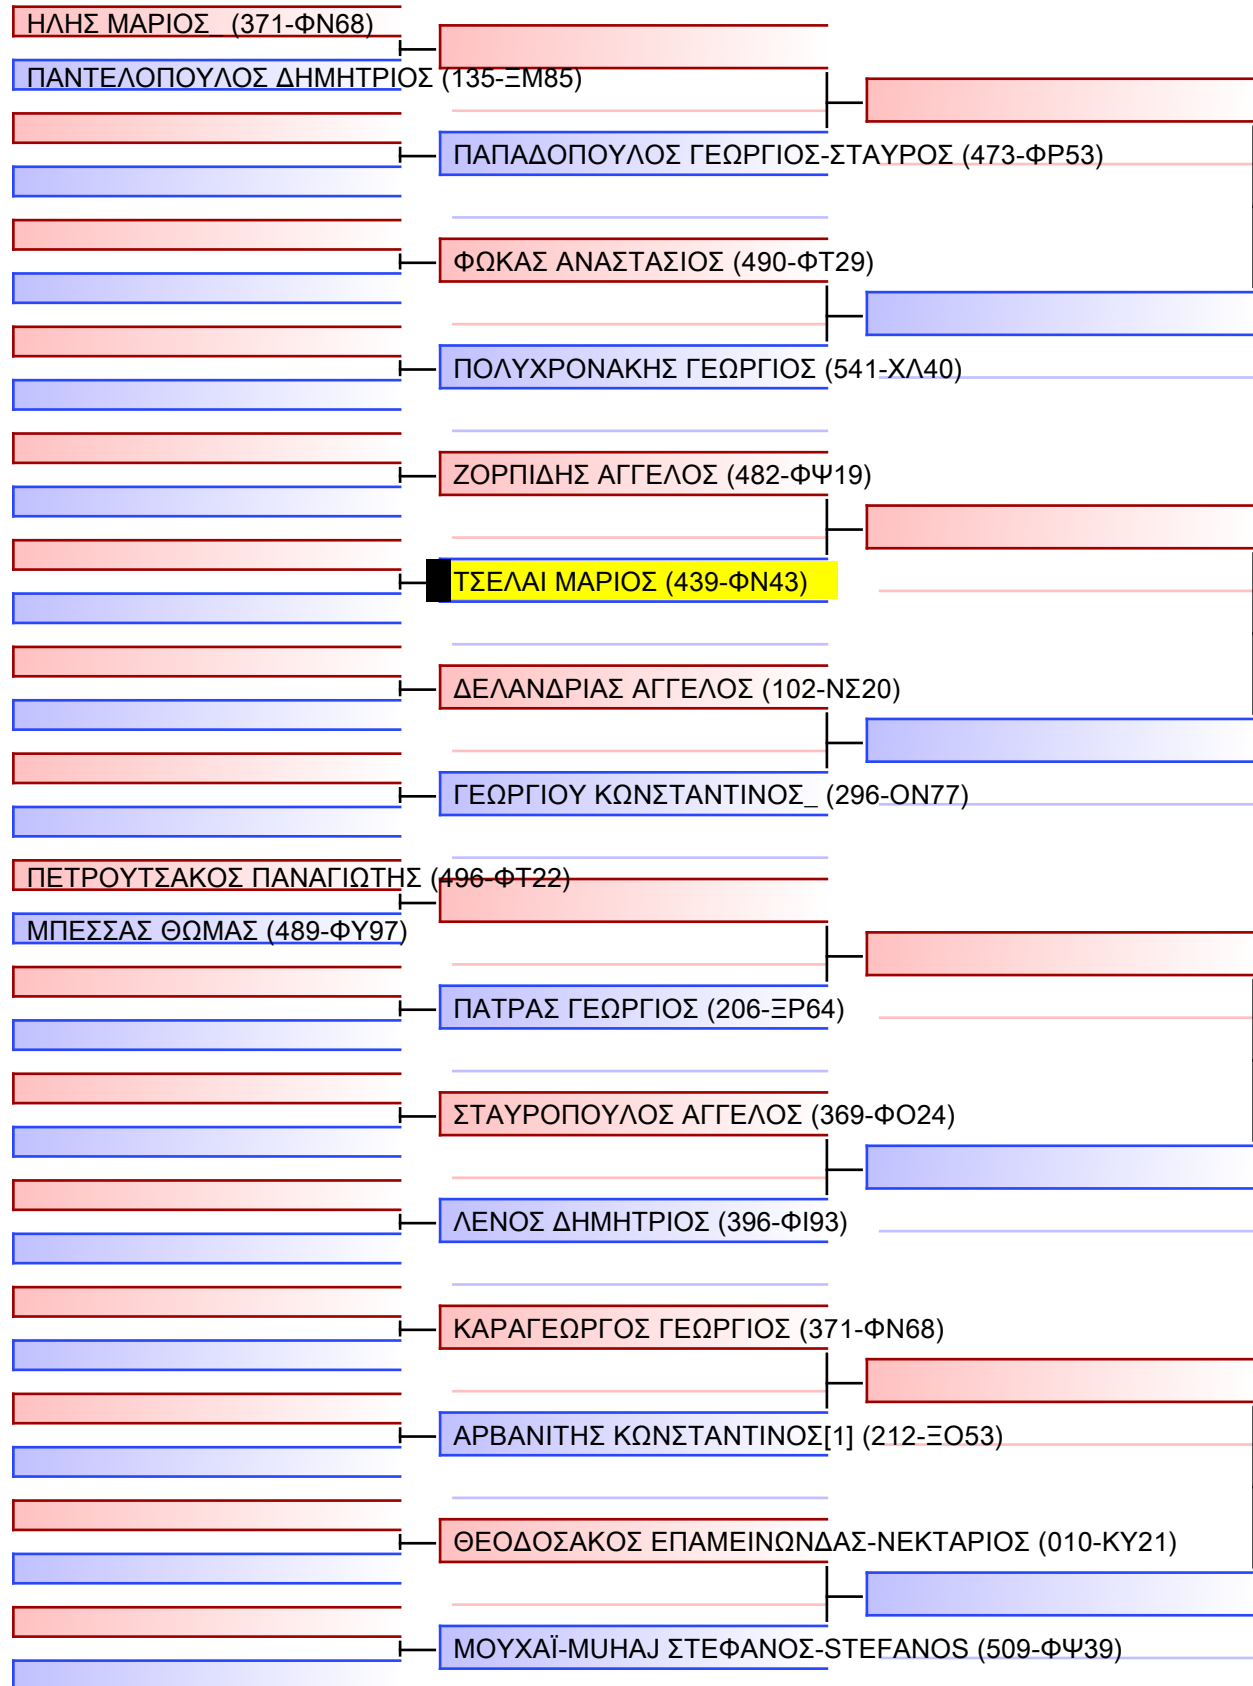 ΗΛΗΣ ΜΑΡΙΟΣ_ (371-ΦΝ68)
ΠΑΝΤΕΛΟΠΟΥΛΟΣ ΔΗΜΗΤΡΙΟΣ (135-ΞΜ85)
ΠΑΠΑΔΟΠΟΥΛΟΣ ΓΕΩΡΓΙΟΣ-ΣΤΑΥΡΟΣ (473-ΦΡ53)
ΦΩΚΑΣ ΑΝΑΣΤΑΣΙΟΣ (490-ΦΤ29)
ΠΟΛΥΧΡΟΝΑΚΗΣ ΓΕΩΡΓΙΟΣ (541-ΧΛ40)
ΖΟΡΠΙΔΗΣ ΑΓΓΕΛΟΣ (482-ΦΨ19)
ΤΣΕΛΑΙ ΜΑΡΙΟΣ (439-ΦΝ43)
ΔΕΛΑΝΔΡΙΑΣ ΑΓΓΕΛΟΣ (102-ΝΣ20)
ΓΕΩΡΓΙΟΥ ΚΩΝΣΤΑΝΤΙΝΟΣ_ (296-ΟΝ77)
ΠΕΤΡΟΥΤΣΑΚΟΣ ΠΑΝΑΓΙΩΤΗΣ (496-ΦΤ22)
ΜΠΕΣΣΑΣ ΘΩΜΑΣ (489-ΦΥ97)
ΠΑΤΡΑΣ ΓΕΩΡΓΙΟΣ (206-ΞΡ64)
ΣΤΑΥΡΟΠΟΥΛΟΣ ΑΓΓΕΛΟΣ (369-ΦΟ24)
ΛΕΝΟΣ ΔΗΜΗΤΡΙΟΣ (396-ΦΙ93)
ΚΑΡΑΓΕΩΡΓΟΣ ΓΕΩΡΓΙΟΣ (371-ΦΝ68)
ΑΡΒΑΝΙΤΗΣ ΚΩΝΣΤΑΝΤΙΝΟΣ[1] (212-ΞΟ53)
ΘΕΟΔΟΣΑΚΟΣ ΕΠΑΜΕΙΝΩΝΔΑΣ-ΝΕΚΤΑΡΙΟΣ (010-ΚΥ21)
ΜΟΥΧΑΪ-MUHAJ ΣΤΕΦΑΝΟΣ-STEFANOS (509-ΦΨ39)